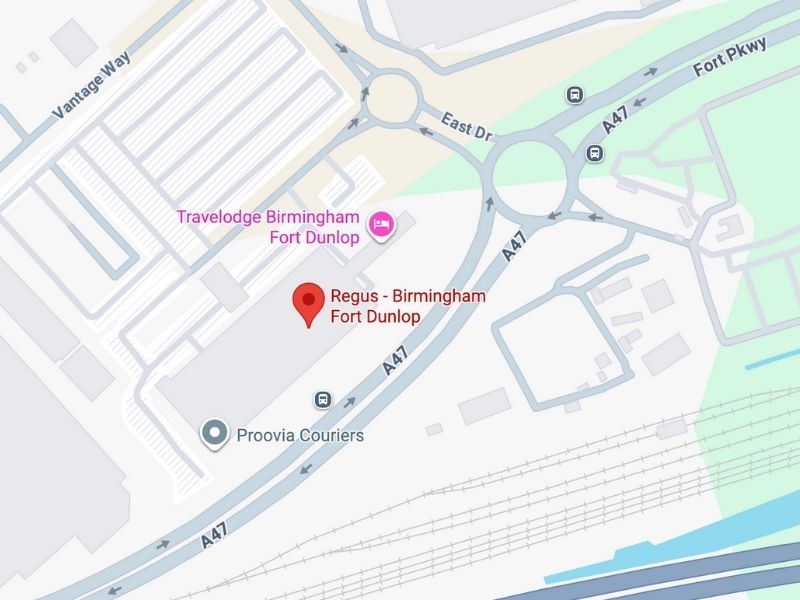 Vantage Way
Fort Pkwy
A47
East Dr
Travelodge Birmingham
Fort Dunlop
A47
Regus - Birmingham
Fort Dunlop
A47
Proovia Couriers
A47